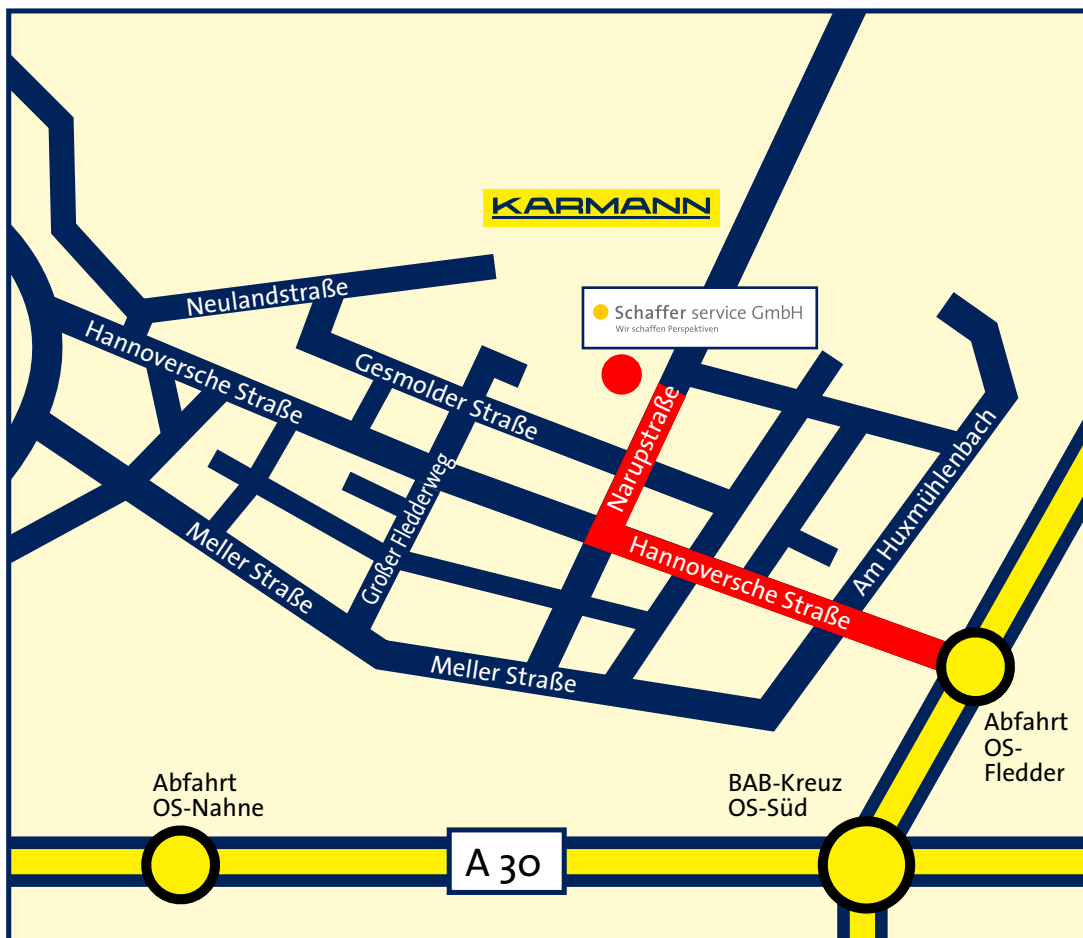 KARMANN
Schaffer service GmbH
Wir schaffen Perspektiven
Neulandstraße
Hannoversche Straße
Gesmolder Straße
Narupstraße
Großer Fledderweg
Am Huxmühlenbach
Meller Straße
Hannoversche Straße
Meller Straße
Abfahrt
OS-
Fledder
Abfahrt
OS-Nahne
BAB-Kreuz
OS-Süd
A 30